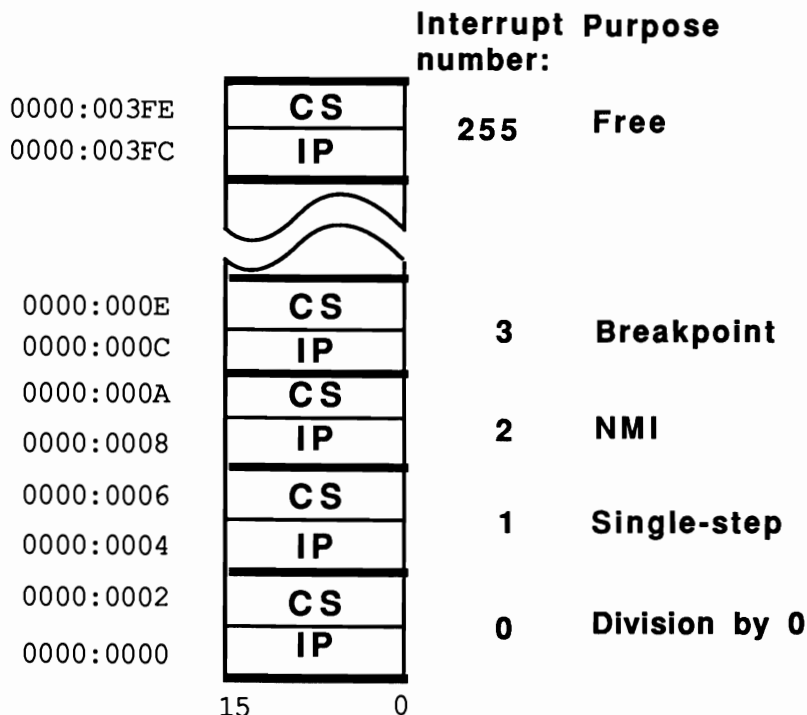 Interrupt Purpose
number:
0000:003FE CS
255 Free
0000:003FC IP
0000:000E CS
3 Breakpoint
0000:000C IP
0000:000A CS
2 NMI
0000:0008 IP
0000:0006 CS
1 Single-step
0000:0004 IP
0000:0002 CS
0 Division by 0
0000:0000 IP
15 0